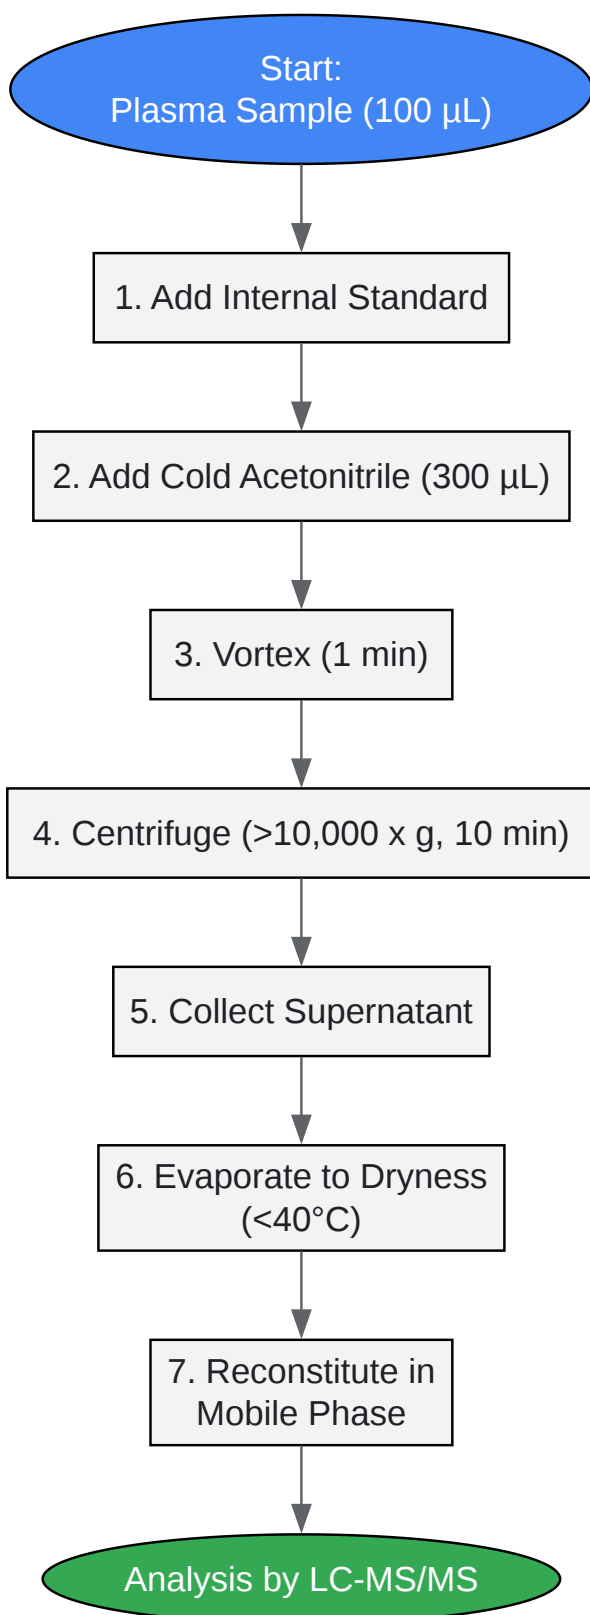 Start:
Plasma Sample (100 µL)
1. Add Internal Standard
2. Add Cold Acetonitrile (300 µL)
3. Vortex (1 min)
4. Centrifuge (>10,000 x g, 10 min)
5. Collect Supernatant
6. Evaporate to Dryness
(<40°C)
7. Reconstitute in
Mobile Phase
Analysis by LC-MS/MS